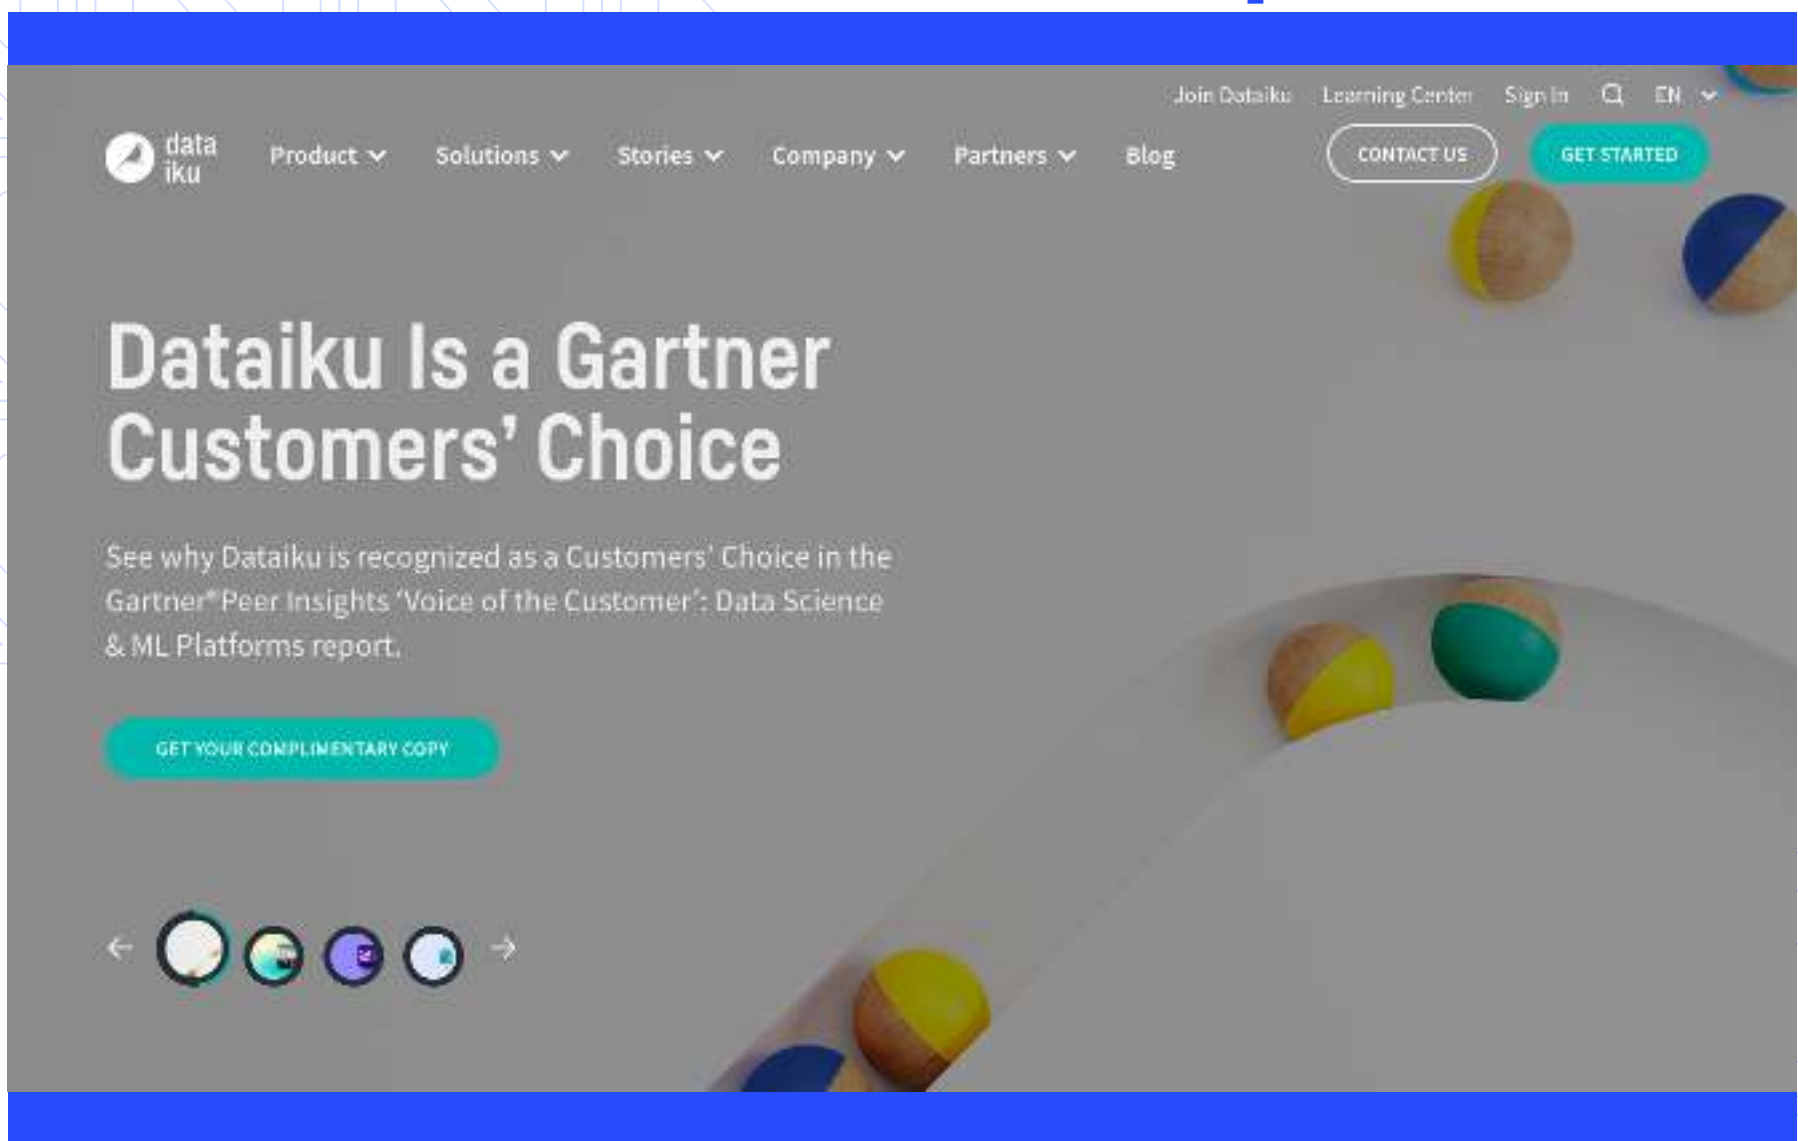 Join Dataiku Learning Center Sign In EN
data
iku
Product Solutions Stories Company Partners Blog CONTACT US GET STARTED
Dataiku Is a Gartner
Customers’ Choice
See why Dataiku is recognized as a Customers’ Choice in the
Gartner® Peer Insights ‘Voice of the Customer’: Data Science
& ML Platforms report.
GET YOUR COMPLIMENTARY COPY